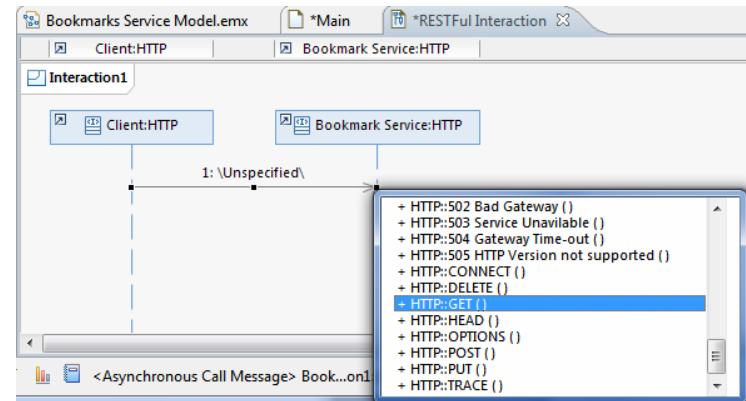 Bookmarks Service Model.emx
*Main
*RESTFul Interaction
Client:HTTP
Bookmark Service:HTTP
Interaction1
Client:HTTP
Bookmark Service:HTTP
1: \Unspecified\
+ HTTP::502 Bad Gateway ( )
+ HTTP::503 Service Unavailable ( )
+ HTTP::504 Gateway Time-out ( )
+ HTTP::505 HTTP Version not supported ( )
+ HTTP::CONNECT ( )
+ HTTP::DELETE ( )
+ HTTP::GET ( )
+ HTTP::HEAD ( )
+ HTTP::OPTIONS ( )
+ HTTP::POST ( )
+ HTTP::PUT ( )
+ HTTP::TRACE ( )
<Asynchronous Call Message> Book...on1: